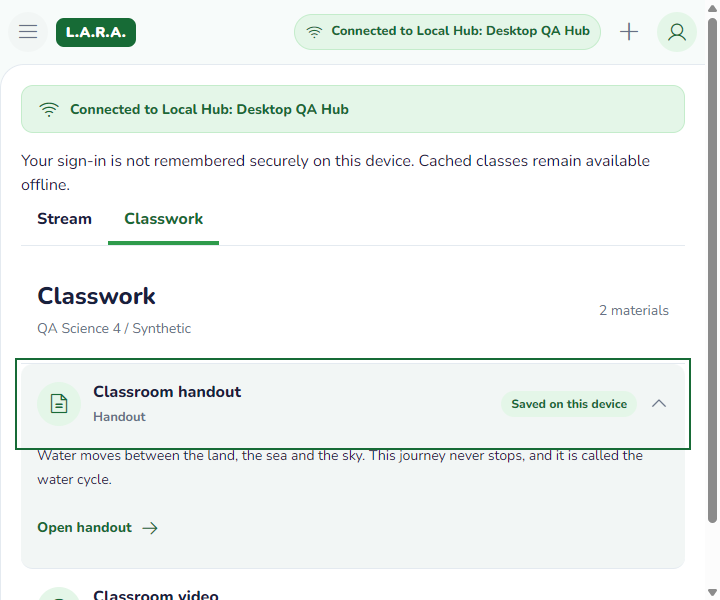 L.A.R.A.
Connected to Local Hub: Desktop QA Hub
Connected to Local Hub: Desktop QA Hub
Your sign-in is not remembered securely on this device. Cached classes remain available
offline.
Stream
Classwork
Classwork
2 materials
QA Science 4 / Synthetic
Classroom handout
Handout
Saved on this device
Water moves between the land, the sea and the sky. This journey never stops, and it is called the
water cycle.
Open handout
Classroom video